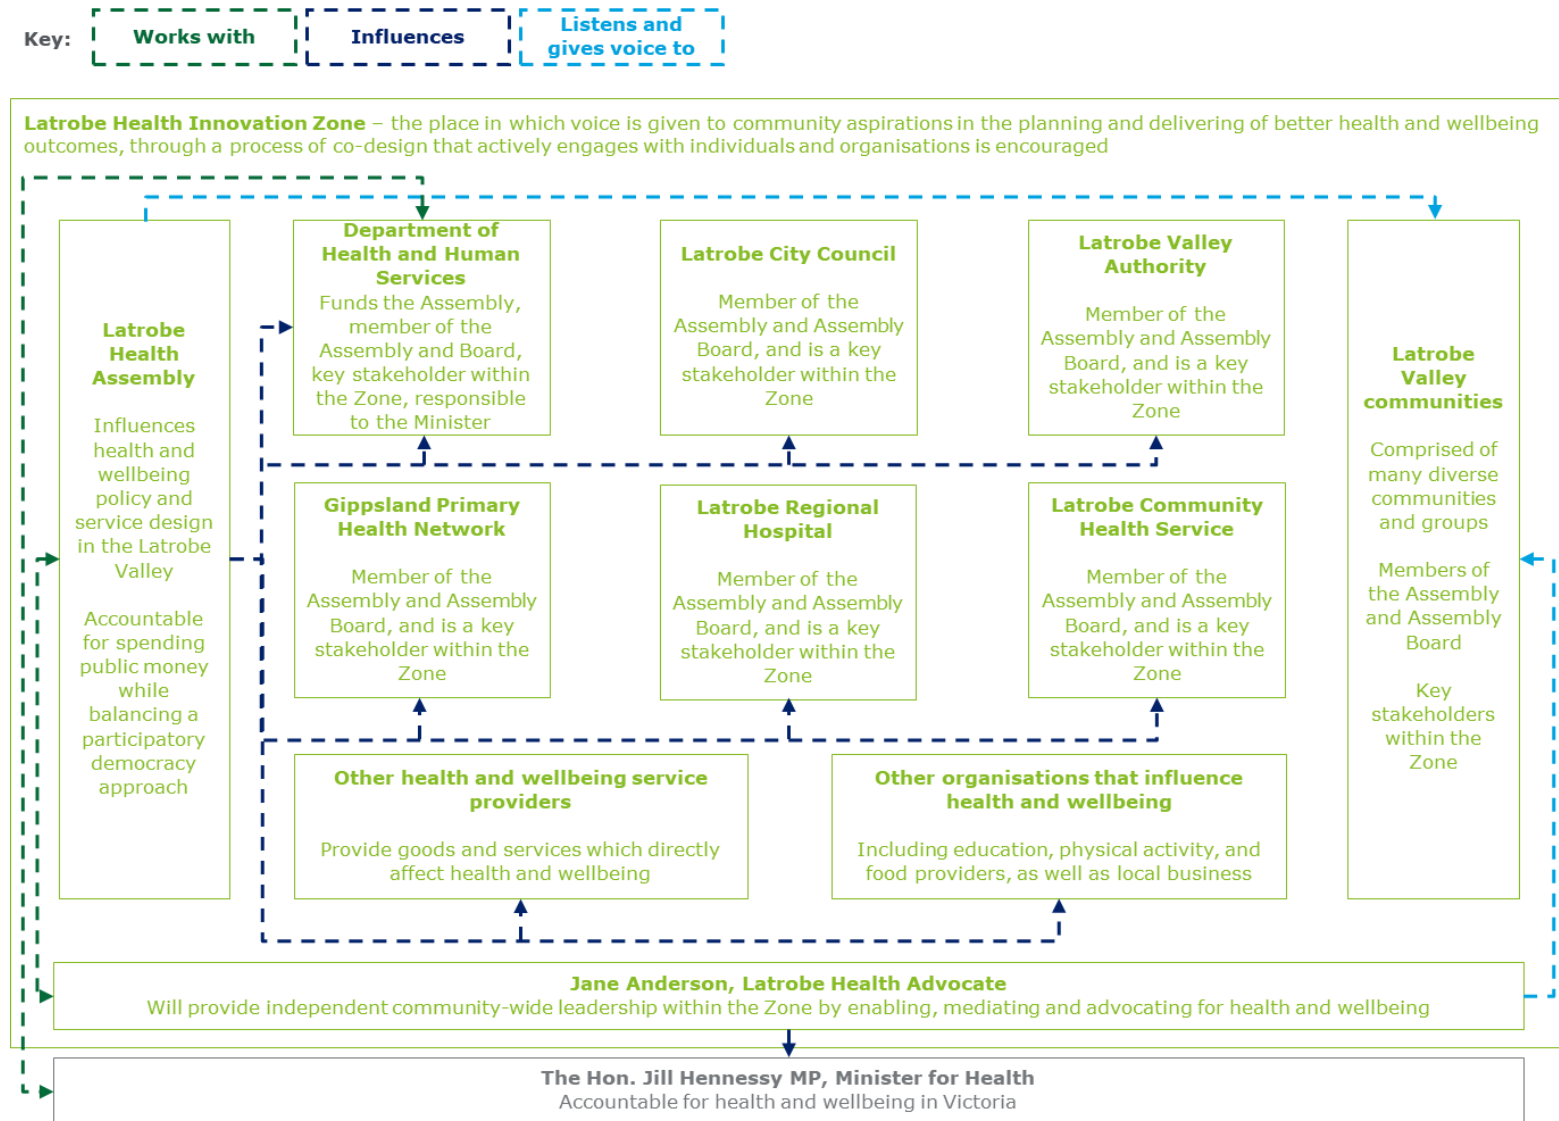 Key:
Works with
Influences
Listens and
gives voice to
Latrobe Health Innovation Zone – the place in which voice is given to community aspirations in the planning and delivering of better health and wellbeing
outcomes, through a process of co-design that actively engages with individuals and organisations is encouraged
Latrobe
Health
Assembly
Influences
health and
wellbeing
policy and
service design
in the Latrobe
Valley
Accountable
for spending
public money
while
balancing a
participatory
democracy
approach
Department of
Health and Human
Services
Funds the Assembly,
member of the
Assembly and Board,
key stakeholder within
the Zone, responsible
to the Minister
Latrobe City Council
Member of the
Assembly and Assembly
Board, and is a key
stakeholder within the
Zone
Latrobe Valley
Authority
Member of the
Assembly and Assembly
Board, and is a key
stakeholder within the
Zone
Gippsland Primary
Health Network
Member of the
Assembly and Assembly
Board, and is a key
stakeholder within the
Zone
Latrobe Regional
Hospital
Member of the
Assembly and Assembly
Board, and is a key
stakeholder within the
Zone
Latrobe Community
Health Service
Member of the
Assembly and Assembly
Board, and is a key
stakeholder within the
Zone
Other health and wellbeing service
providers
Provide goods and services which directly
affect health and wellbeing
Other organisations that influence
health and wellbeing
Including education, physical activity, and
food providers, as well as local business
Latrobe
Valley
communities
Comprised of
many diverse
communities
and groups
Members of
the Assembly
and Assembly
Board
Key
stakeholders
within the
Zone
Jane Anderson, Latrobe Health Advocate
Will provide independent community-wide leadership within the Zone by enabling, mediating and advocating for health and wellbeing
The Hon. Jill Hennessy MP, Minister for Health
Accountable for health and wellbeing in Victoria